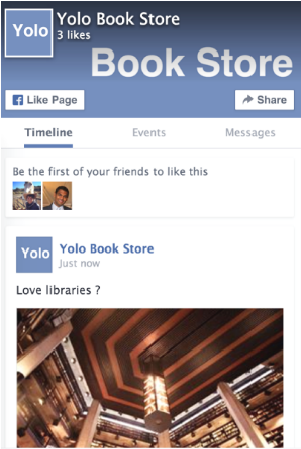 Yolo
Yolo Book Store
3 likes
Book Store
Like Page
Share
Timeline Events Messages
Be the first of your friends to like this
Yolo
Yolo Book Store
Just now
Love libraries ?